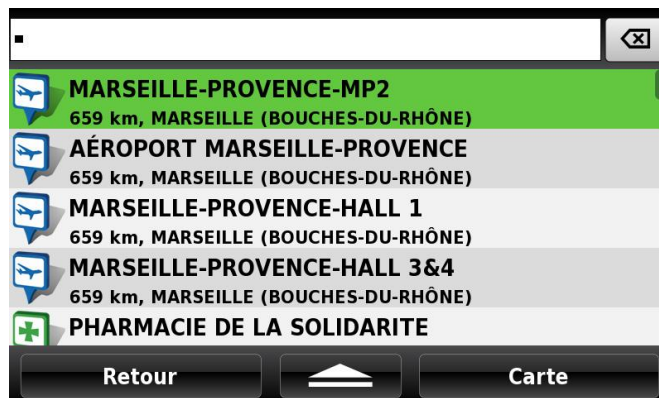 MARSEILLE-PROVENCE-MP2
659 km, MARSEILLE (BOUCHES-DU-RHÔNE)
AÉROPORT MARSEILLE-PROVENCE
659 km, MARSEILLE (BOUCHES-DU-RHÔNE)
MARSEILLE-PROVENCE-HALL 1
659 km, MARSEILLE (BOUCHES-DU-RHÔNE)
MARSEILLE-PROVENCE-HALL 3&4
659 km, MARSEILLE (BOUCHES-DU-RHÔNE)
PHARMACIE DE LA SOLIDARITE
Retour
Carte